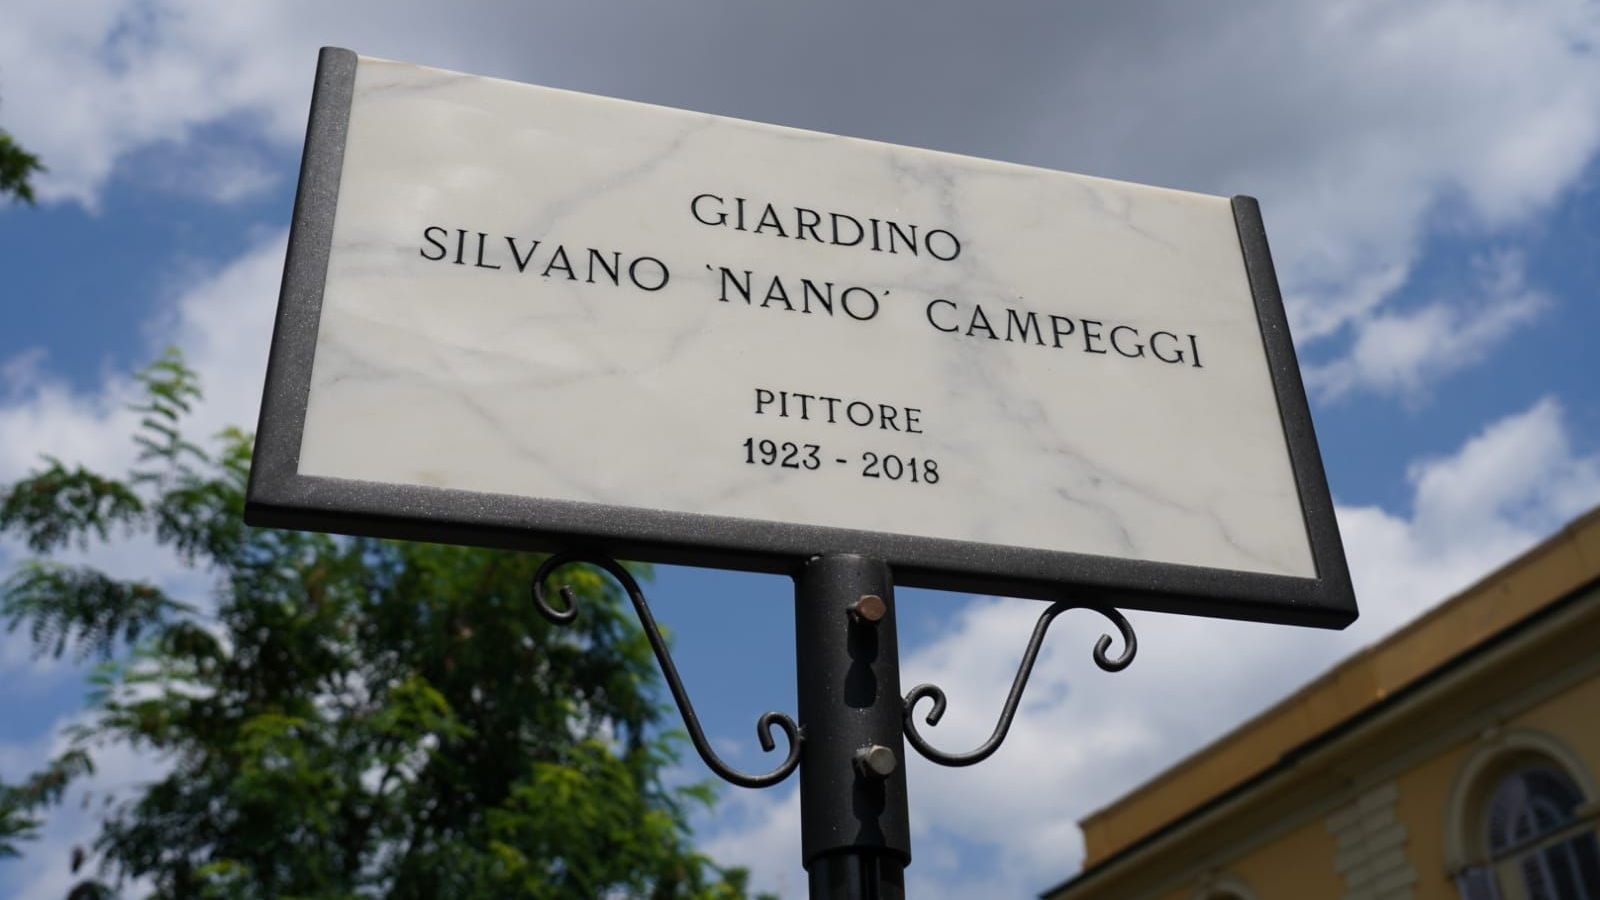 GIARDINO
SILVANO 'NANO' CAMPEGGI
PITTORE
1923 - 2018